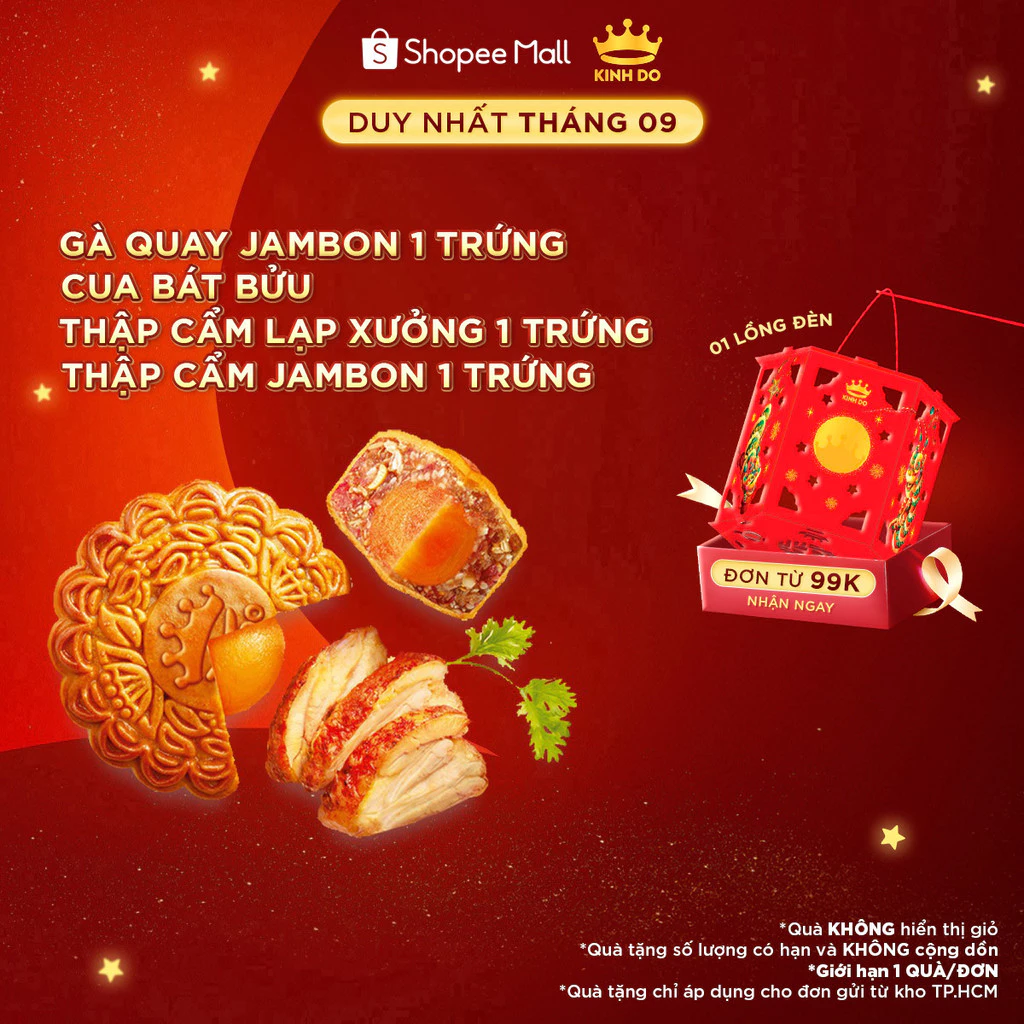 Shopee Mall
KINH DO
DUY NHẤT THÁNG 09
GÀ QUAY JAMBON 1 TRỨNG
CUA BÁT BỬU
THẬP CẨM LẠP XƯỞNG 1 TRỨNG
THẬP CẨM JAMBON 1 TRỨNG
01 LỒNG ĐÈN
KINH DO
ĐƠN TỪ 99K
NHẬN NGAY
*Quà KHÔNG hiển thị giỏ
*Quà tặng số lượng có hạn và KHÔNG cộng dồn
*Giới hạn 1 QUÀ/ĐƠN
*Quà tặng chỉ áp dụng cho đơn gửi từ kho TP.HCM